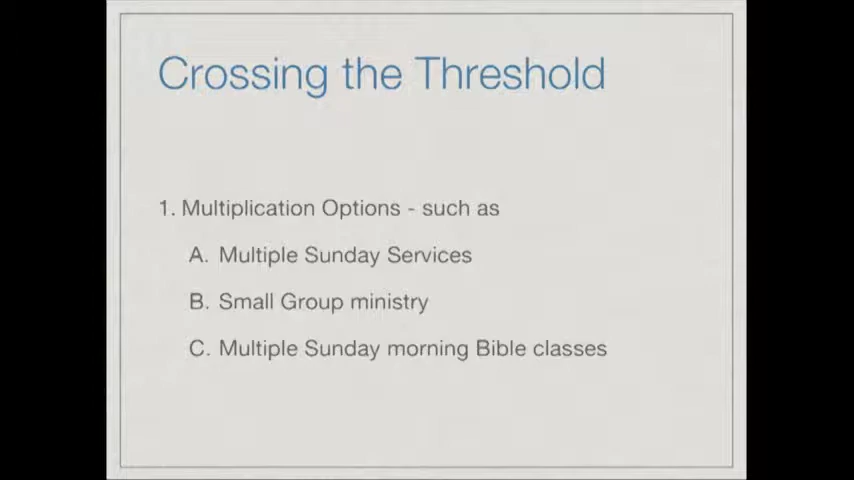 Crossing the Threshold
1. Multiplication Options - such as
A. Multiple Sunday Services
B. Small Group ministry
C. Multiple Sunday morning Bible classes